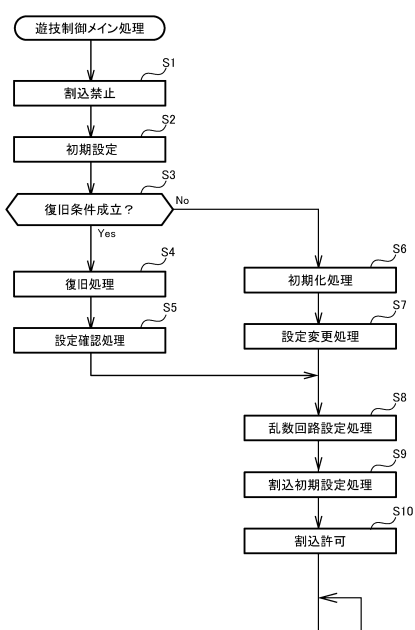 遊技制御メイン処理
S1
割込禁止
S2
初期設定
S3
復旧条件成立？
No
Yes
S4
復旧処理
S5
設定確認処理
S6
初期化処理
S7
設定変更処理
S8
乱数回路設定処理
S9
割込初期設定処理
S10
割込許可